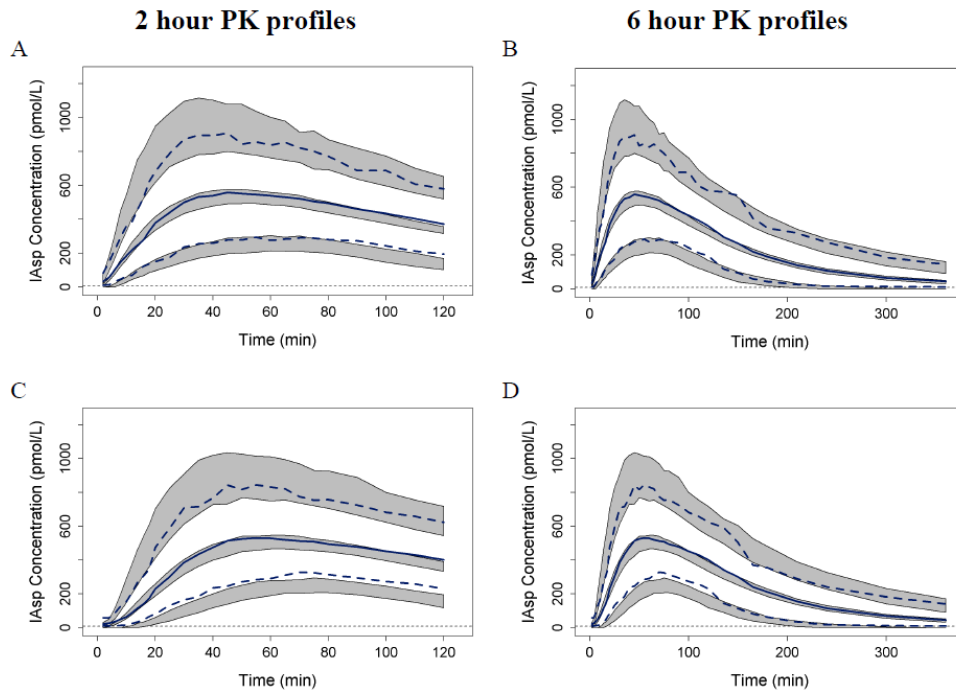 2 hour PK profiles
6 hour PK profiles
A
B
IAsp Concentration (pmol/L)
0 200 600 1000
0 20 40 60 80 100 120
Time (min)
IAsp Concentration (pmol/L)
0 200 600 1000
0 100 200 300
Time (min)
C
D
IAsp Concentration (pmol/L)
0 200 600 1000
0 20 40 60 80 100 120
Time (min)
IAsp Concentration (pmol/L)
0 200 600 1000
0 100 200 300
Time (min)